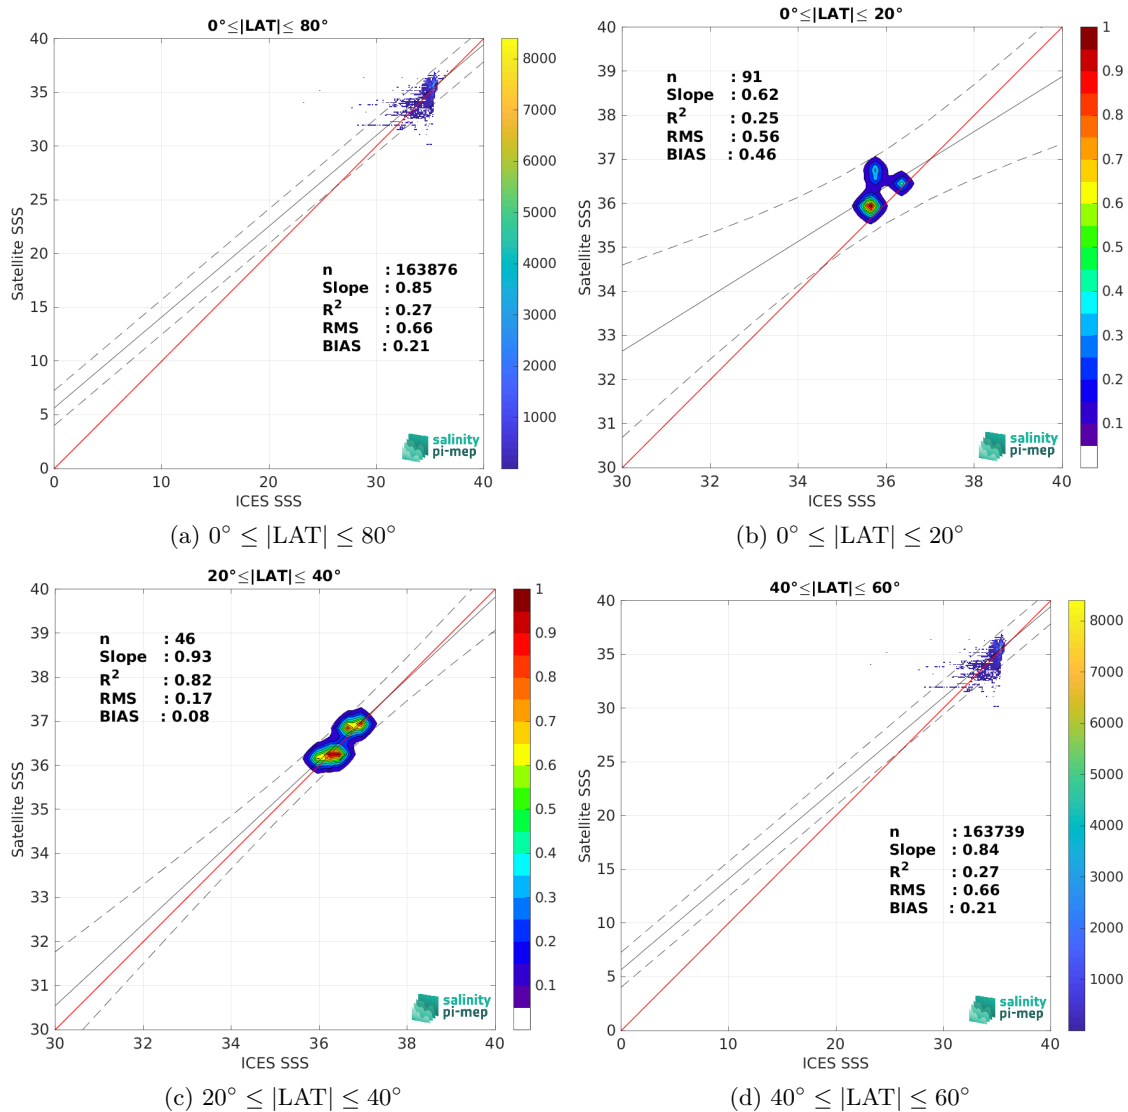 0°≤|LAT|≤ 80°
40
35
30
25
20
15
10
5
0
Satellite SSS
n : 163876
Slope : 0.85
R² : 0.27
RMS : 0.66
BIAS : 0.21
salinity
pi-mep
0 10 20 30 40
ICES SSS
8000
7000
6000
5000
4000
3000
2000
1000
(a) 0° ≤ |LAT| ≤ 80°
0°≤|LAT|≤ 20°
40
39
38
37
36
35
34
33
32
31
30
Satellite SSS
n : 91
Slope : 0.62
R² : 0.25
RMS : 0.56
BIAS : 0.46
salinity
pi-mep
30 32 34 36 38 40
ICES SSS
1
0.9
0.8
0.7
0.6
0.5
0.4
0.3
0.2
0.1
(b) 0° ≤ |LAT| ≤ 20°
20°≤|LAT|≤ 40°
40
39
38
37
36
35
34
33
32
31
30
Satellite SSS
n : 46
Slope : 0.93
R² : 0.82
RMS : 0.17
BIAS : 0.08
salinity
pi-mep
30 32 34 36 38 40
ICES SSS
1
0.9
0.8
0.7
0.6
0.5
0.4
0.3
0.2
0.1
(c) 20° ≤ |LAT| ≤ 40°
40°≤|LAT|≤ 60°
40
35
30
25
20
15
10
5
0
Satellite SSS
n : 163739
Slope : 0.84
R² : 0.27
RMS : 0.66
BIAS : 0.21
salinity
pi-mep
0 10 20 30 40
ICES SSS
8000
7000
6000
5000
4000
3000
2000
1000
(d) 40° ≤ |LAT| ≤ 60°